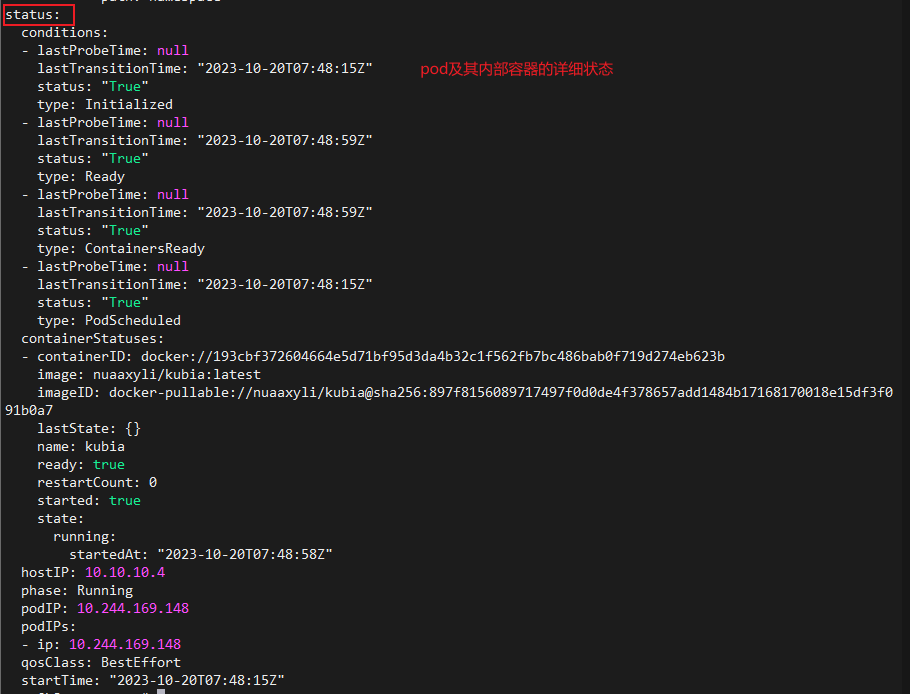 status:
conditions:
- lastProbeTime: null
lastTransitionTime: "2023-10-20T07:48:15Z"
pod及其内部容器的详细状态
status: "True"
type: Initialized
- lastProbeTime: null
lastTransitionTime: "2023-10-20T07:48:59Z"
status: "True"
type: Ready
- lastProbeTime: null
lastTransitionTime: "2023-10-20T07:48:59Z"
status: "True"
type: ContainersReady
- lastProbeTime: null
lastTransitionTime: "2023-10-20T07:48:15Z"
status: "True"
type: PodScheduled
containerStatuses:
- containerID: docker://193cbf372604664e5d71bf95d3da4b32c1f562fb7bc486bab0f719d274eb623b
image: nuaaxyli/kubia:latest
imageID: docker-pullable://nuaaxyli/kubia@sha256:897f8156089717497f0d0de4f378657add1484b17168170018e15df3f0
91b0a7
lastState: {}
name: kubia
ready: true
restartCount: 0
started: true
state:
running:
startedAt: "2023-10-20T07:48:58Z"
hostIP: 10.10.10.4
phase: Running
podIP: 10.244.169.148
podIPs:
- ip: 10.244.169.148
qosClass: BestEffort
startTime: "2023-10-20T07:48:15Z"